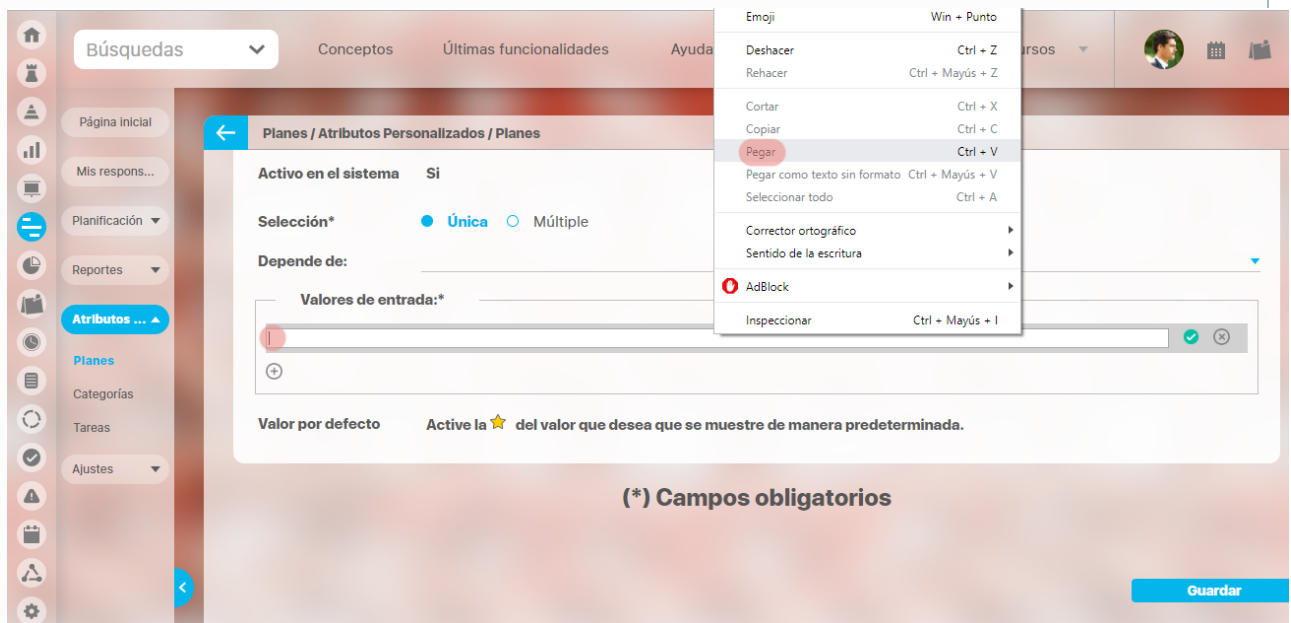 Emoji Win + Punto
Búsquedas Conceptos Últimas funcionalidades Ayuda rsos
Deshacer Ctrl + Z
Rehacer Ctrl + Mayús + Z
Cortar Ctrl + X
Copiar Ctrl + C
Pegar Ctrl + V
Pegar como texto sin formato Ctrl + Mayús + V
Seleccionar todo Ctrl + A
Corrector ortográfico
Sentido de la escritura
AdBlock
Inspeccionar Ctrl + Mayús + I
Página inicial
Mis respons...
Planificación
Reportes
Atributos ...
Planes
Categorías
Tareas
Ajustes
Planes / Atributos Personalizados / Planes
Activo en el sistema Si
Selección* Única Múltiple
Depende de:
Valores de entrada:*
Valor por defecto Active la del valor que desea que se muestre de manera predeterminada.
(*) Campos obligatorios
Guardar